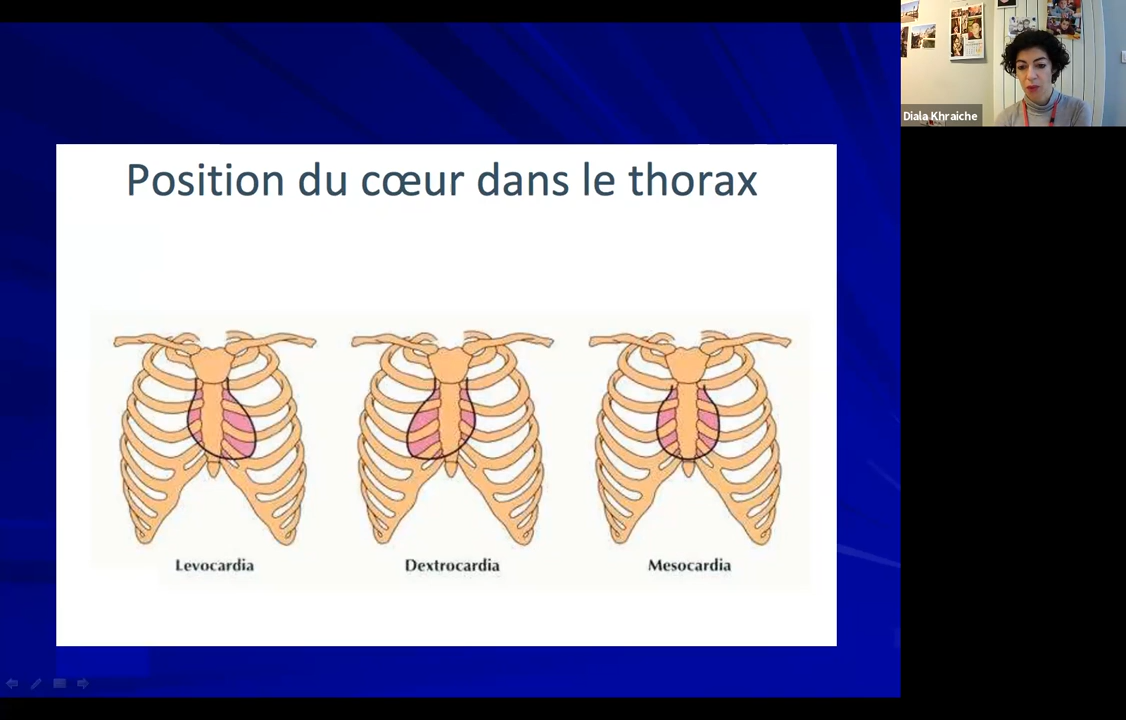 Position du cœur dans le thorax
Levocardia
Dextrocardia
Mesocardia
Diala Khraiche